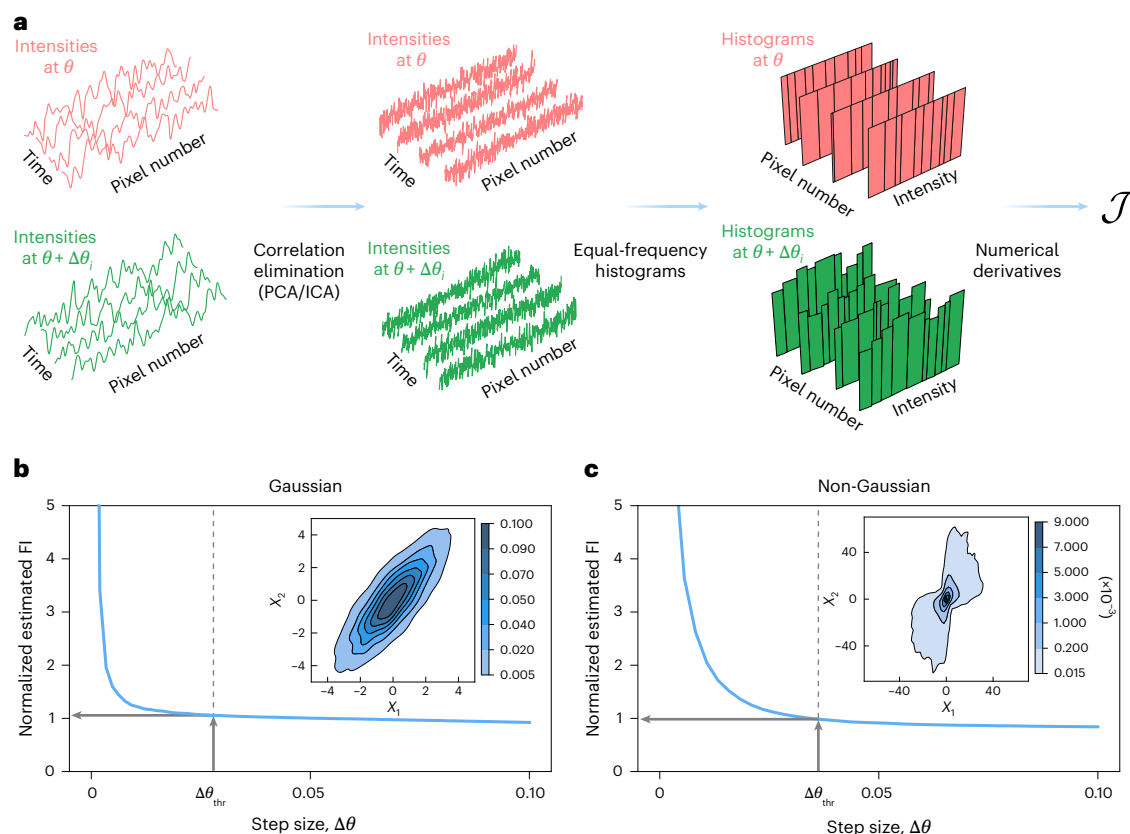 a
Intensities
at θ
Time
Pixel number
Intensities
at θ + Δθi
Time
Pixel number
Correlation
elimination
(PCA/ICA)
Intensities
at θ
Time
Pixel number
Intensities
at θ + Δθi
Time
Pixel number
Equal-frequency
histograms
Histograms
at θ
Pixel number
Intensity
Histograms
at θ + Δθi
Pixel number
Intensity
Numerical
derivatives
𝒥
b
Gaussian
Normalized estimated FI
5
4
3
2
1
0
0
Δθthr
0.05
0.10
Step size, Δθ
X2
4
2
0
−2
−4
−4
−2
0
2
4
X1
0.100
0.090
0.070
0.050
0.040
0.020
0.005
c
Non-Gaussian
Normalized estimated FI
5
4
3
2
1
0
0
Δθthr
0.05
0.10
Step size, Δθ
X2
40
0
−40
−40
0
40
X1
9.000
7.000
5.000
3.000
1.000
0.200
0.015
(×10−3)